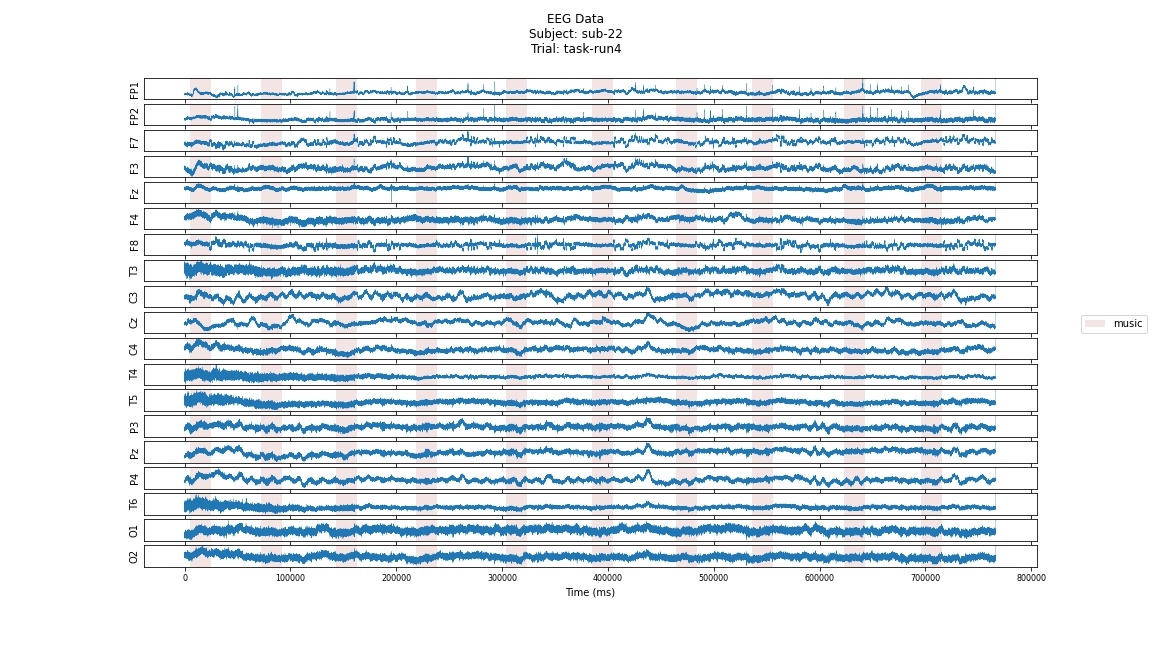 EEG Data
Subject: sub-22
Trial: task-run4
FP1
FP2
F7
F3
Fz
F4
F8
T3
C3
Cz
C4
T4
T5
P3
Pz
P4
T6
O1
O2
music
0 100000 200000 300000 400000 500000 600000 700000 800000
Time (ms)